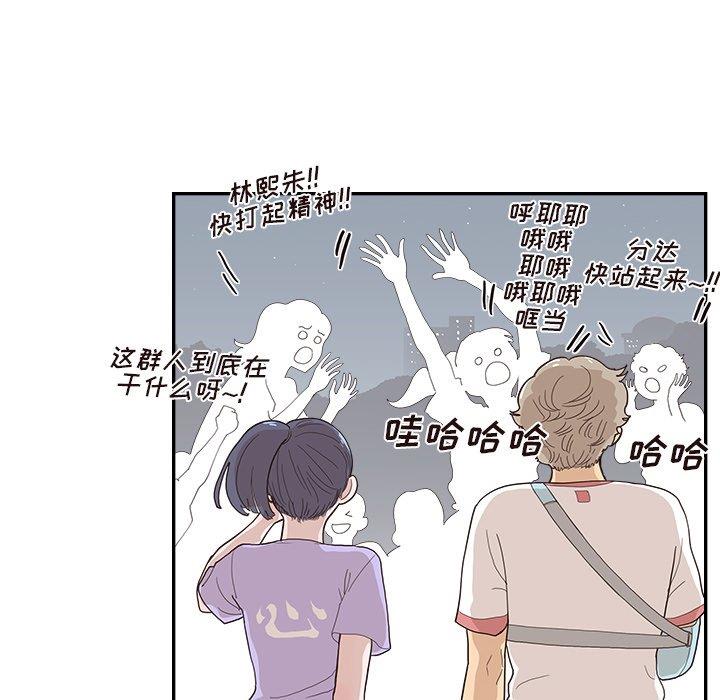 林熙朱!!
快打起精神!!
呼耶耶
哦哦
耶哦
哦耶哦
哐当
分达
快站起来~!!
这群人到底在
干什么呀~!
哇哈哈哈
哈哈
心